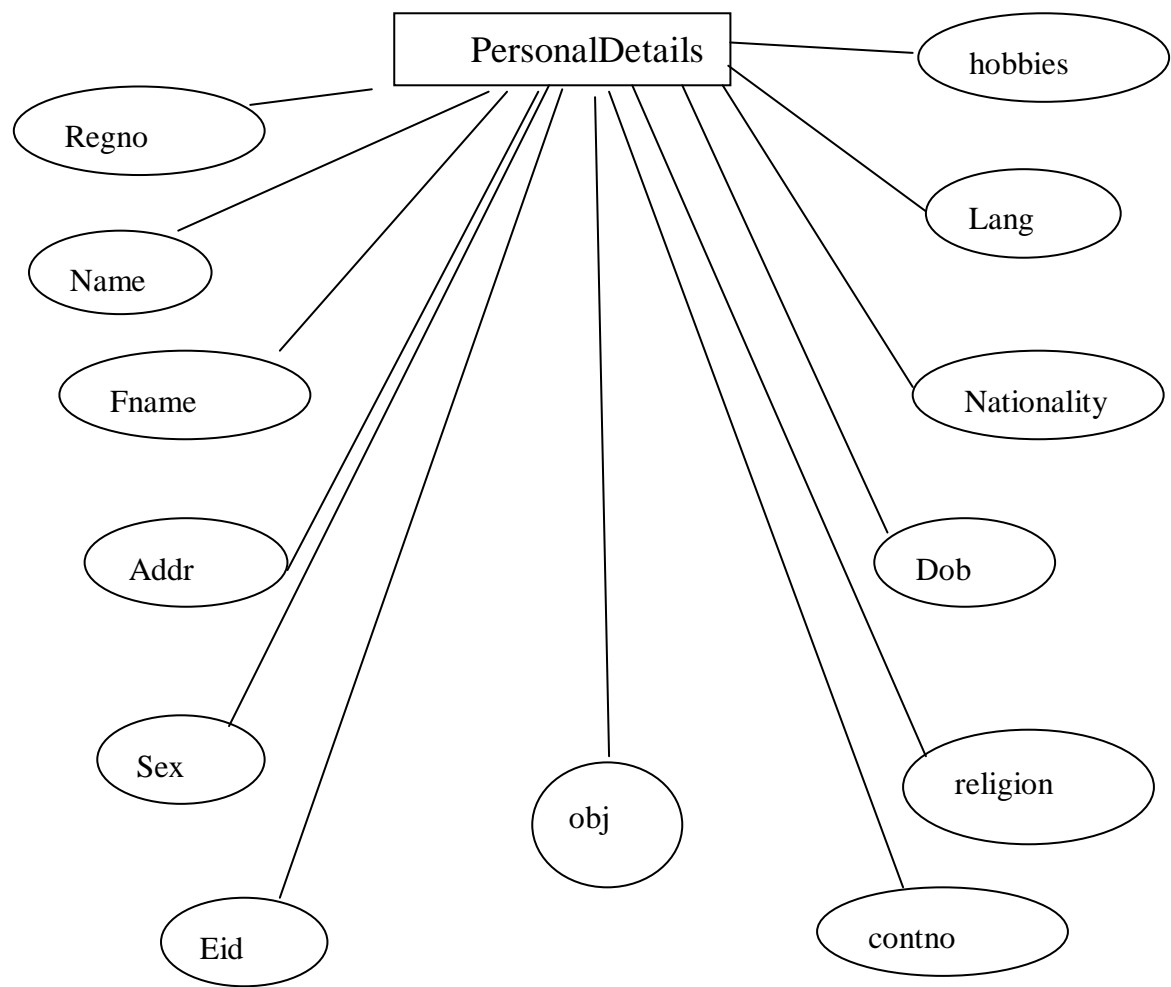 PersonalDetails
hobbies
Regno
Lang
Name
Fname
Nationality
Addr
Dob
Sex
religion
obj
Eid
contno